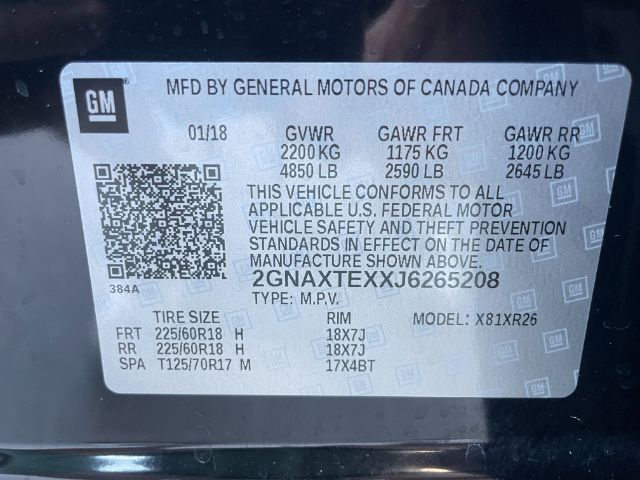 GM
MFD BY GENERAL MOTORS OF CANADA COMPANY
01/18 GVWR GAWR FRT GAWR RR
2200 KG 1175 KG 1200 KG
4850 LB 2590 LB 2645 LB
THIS VEHICLE CONFORMS TO ALL
APPLICABLE U.S. FEDERAL MOTOR
VEHICLE SAFETY AND THEFT PREVENTION
STANDARDS IN EFFECT ON THE DATE OF
MANUFACTURE SHOWN ABOVE.
384A
2GNAXTEXXJ6265208
TYPE: M.P.V.
TIRE SIZE RIM MODEL: X81XR26
FRT 225/60R18 H 18X7J
RR 225/60R18 H 18X7J
SPA T125/70R17 M 17X4BT